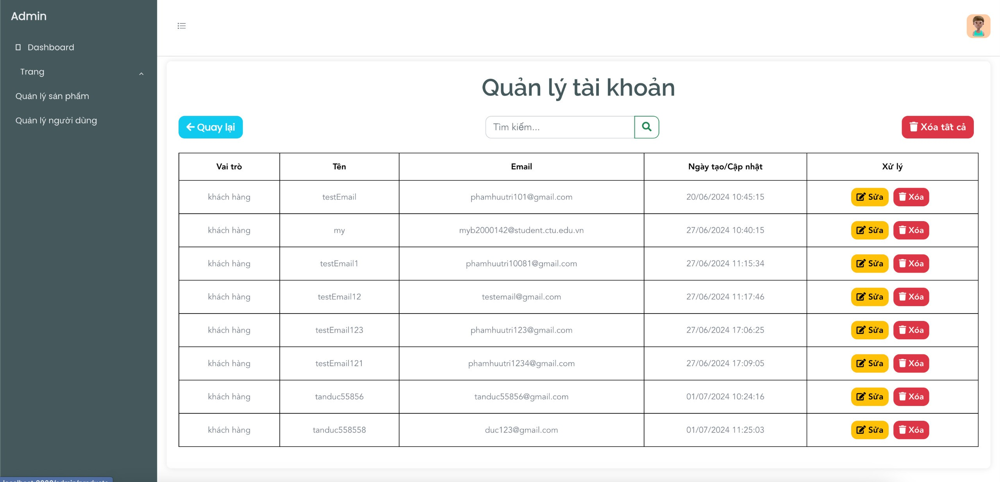 Admin
Dashboard
Trang
Quản lý sản phẩm
Quản lý người dùng
Quản lý tài khoản
Quay lại
Tìm kiếm...
Xóa tất cả
Vai trò Tên Email Ngày tạo/Cập nhật Xử lý
khách hàng testEmail phamhuutri101@gmail.com 20/06/2024 10:45:15 Sửa Xóa
khách hàng my myb2000142@student.ctu.edu.vn 27/06/2024 10:40:15 Sửa Xóa
khách hàng testEmail1 phamhuutri10081@gmail.com 27/06/2024 11:15:34 Sửa Xóa
khách hàng testEmail12 testemail@gmail.com 27/06/2024 11:17:46 Sửa Xóa
khách hàng testEmail123 phamhuutri123@gmail.com 27/06/2024 17:06:25 Sửa Xóa
khách hàng testEmail121 phamhuutri1234@gmail.com 27/06/2024 17:09:05 Sửa Xóa
khách hàng tanduc55856 tanduc55856@gmail.com 01/07/2024 10:24:16 Sửa Xóa
khách hàng tanduc558558 duc123@gmail.com 01/07/2024 11:25:03 Sửa Xóa